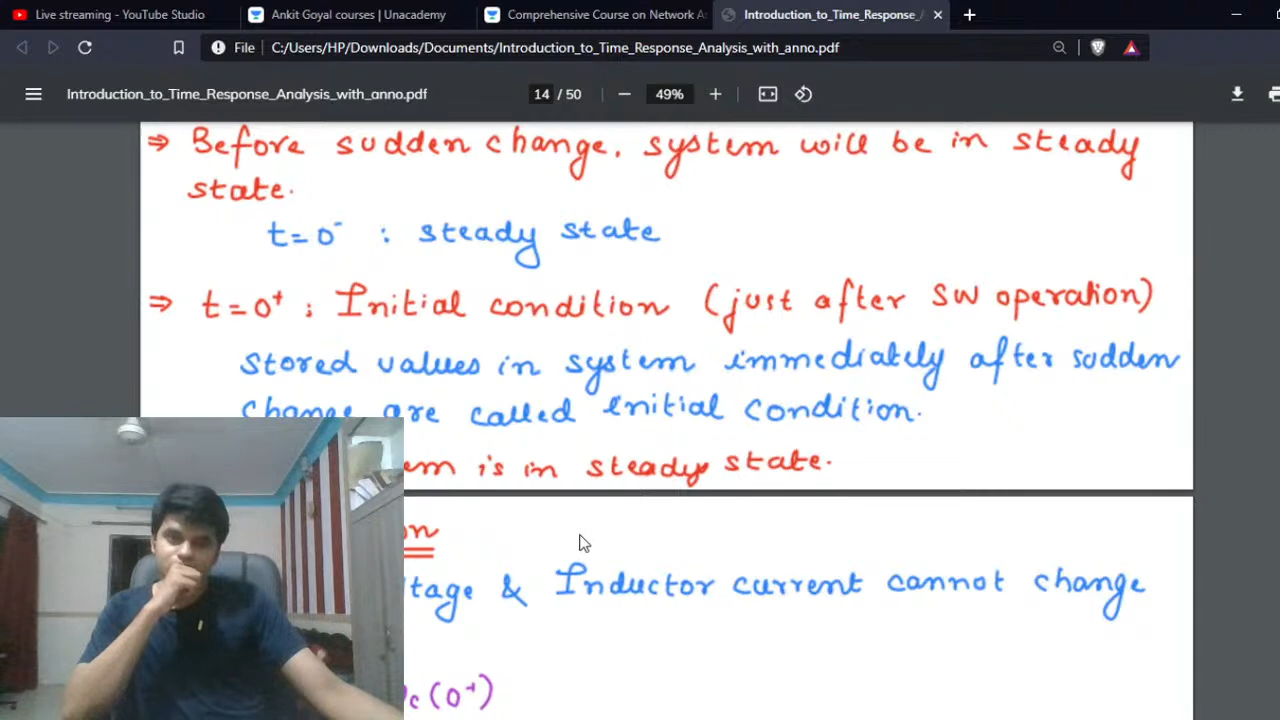 Live streaming - YouTube Studio
Ankit Goyal courses | Unacademy
Comprehensive Course on Network A
Introduction_to_Time_Response_
File C:/Users/HP/Downloads/Documents/Introduction_to_Time_Response_Analysis_with_anno.pdf
Introduction_to_Time_Response_Analysis_with_anno.pdf 14 / 50 49%
⇒ Before sudden change, system will be in steady
state.
t=0⁻ : steady state
⇒ t=0⁺ : Initial condition (just after SW operation)
stored values in system immediately after sudden
change are called initial condition.
is in steady state.
& Inductor current cannot change
(0⁺)